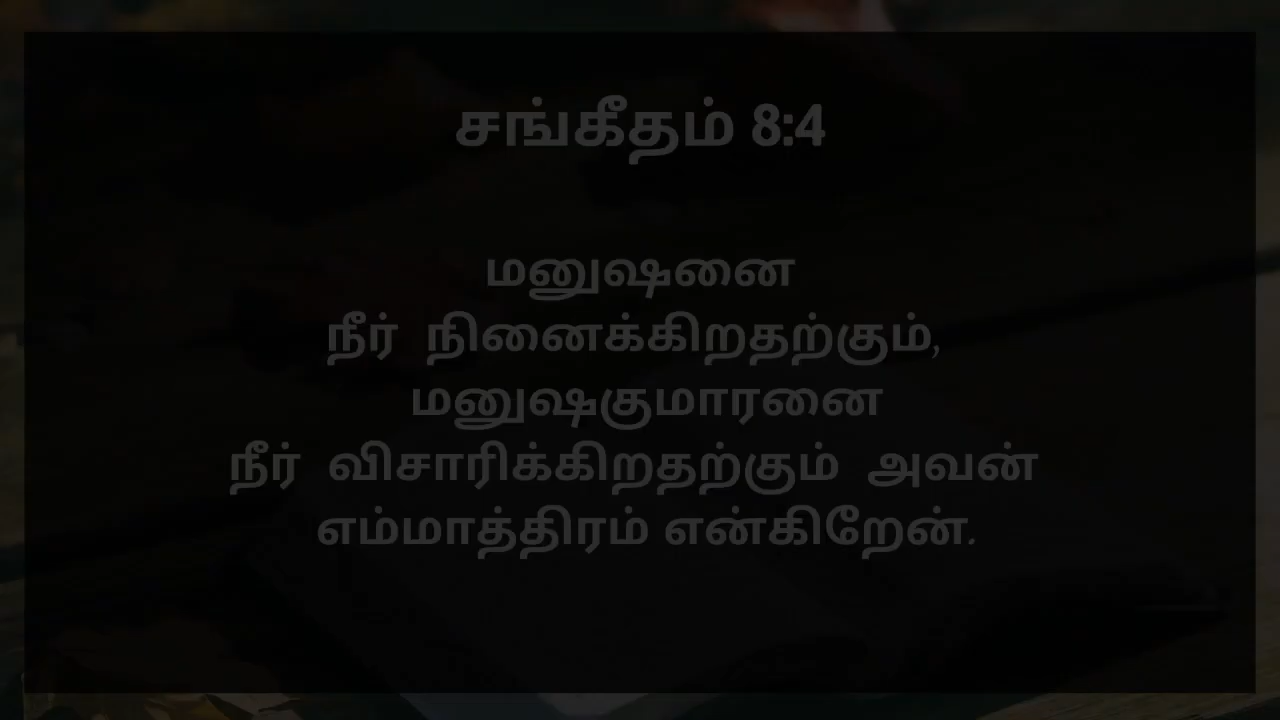 சங்கீதம் 8:4
மனுஷனை
நீர் நினைக்கிறதற்கும்,
மனுஷகுமாரனை
நீர் விசாரிக்கிறதற்கும் அவன்
எம்மாத்திரம் என்கிறேன்.